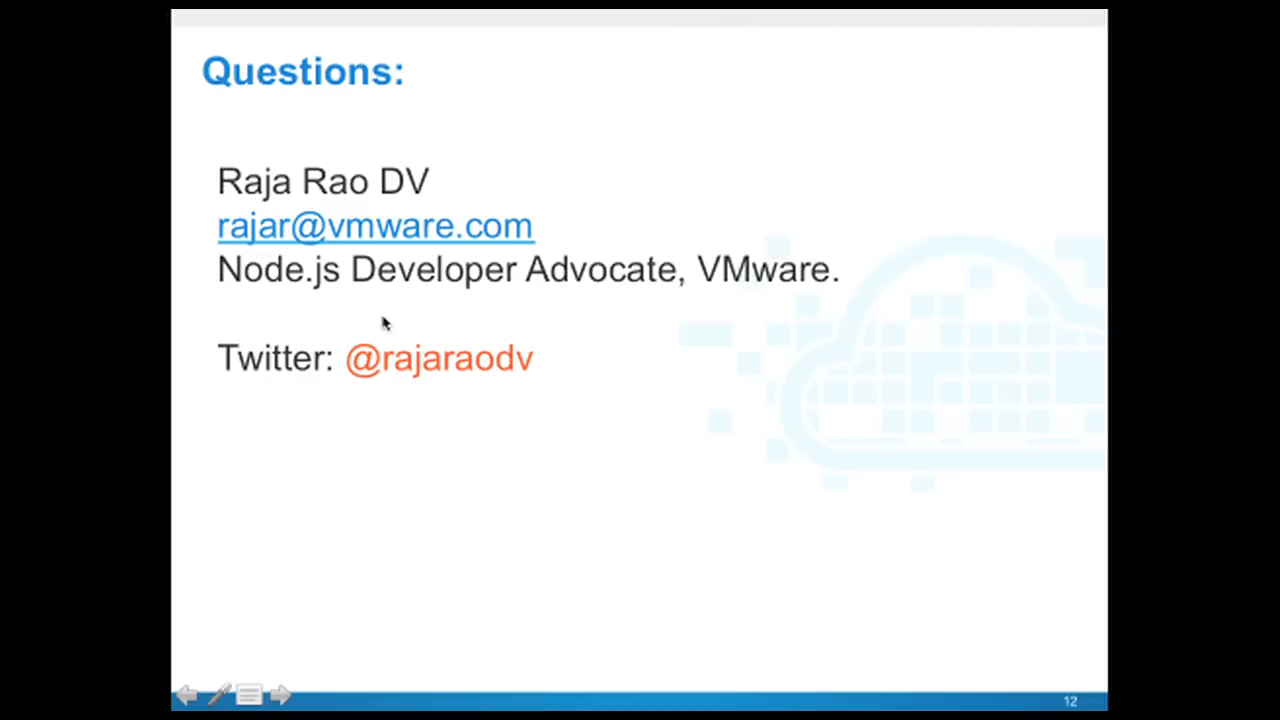 Questions:
Raja Rao DV
rajar@vmware.com
Node.js Developer Advocate, VMware.
Twitter: @rajaraodv
12